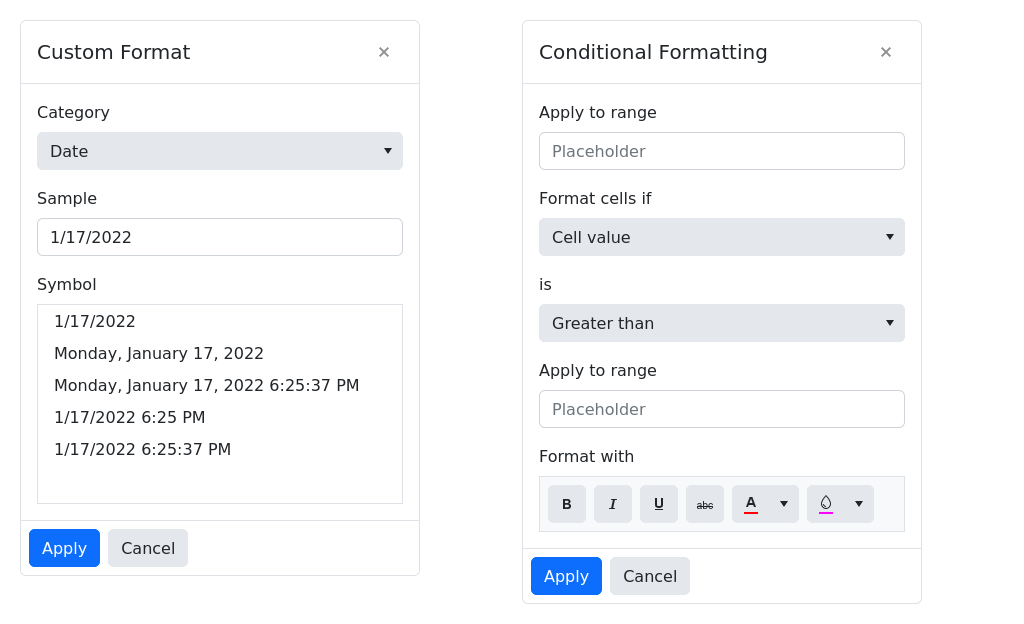 Custom Format
Category
Date
Sample
1/17/2022
Symbol
1/17/2022
Monday, January 17, 2022
Monday, January 17, 2022 6:25:37 PM
1/17/2022 6:25 PM
1/17/2022 6:25:37 PM
Apply Cancel
Conditional Formatting
Apply to range
Placeholder
Format cells if
Cell value
is
Greater than
Apply to range
Placeholder
Format with
B I U abc A
Apply Cancel